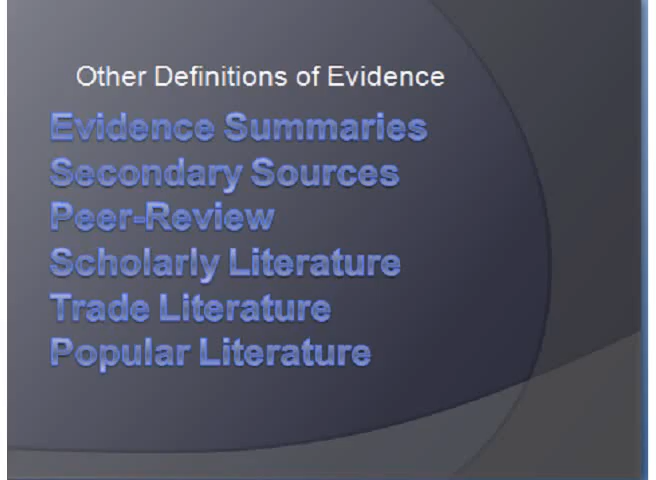 Other Definitions of Evidence
Evidence Summaries
Secondary Sources
Peer-Review
Scholarly Literature
Trade Literature
Popular Literature